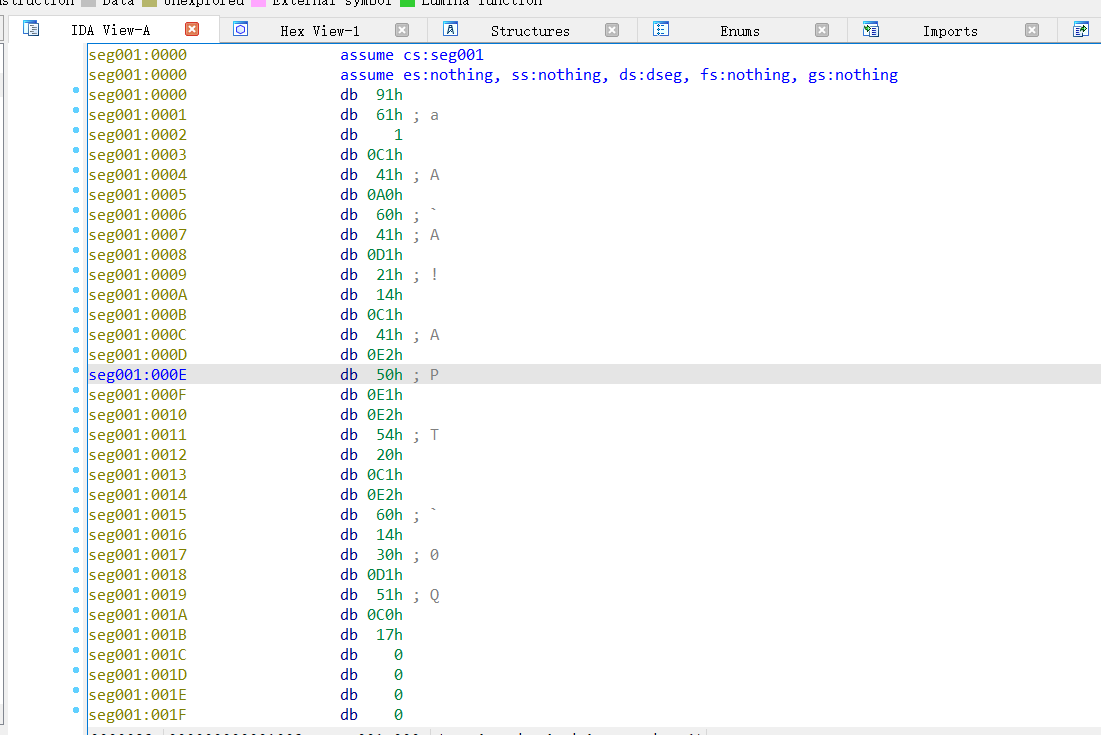 Data Unexplored External symbol Lumina function
IDA View-A Hex View-1 Structures Enums Imports
seg001:0000 assume cs:seg001
seg001:0000 assume es:nothing, ss:nothing, ds:dseg, fs:nothing, gs:nothing
seg001:0000 db 91h
seg001:0001 db 61h ; a
seg001:0002 db 1
seg001:0003 db 0C1h
seg001:0004 db 41h ; A
seg001:0005 db 0A0h
seg001:0006 db 60h ; `
seg001:0007 db 41h ; A
seg001:0008 db 0D1h
seg001:0009 db 21h ; !
seg001:000A db 14h
seg001:000B db 0C1h
seg001:000C db 41h ; A
seg001:000D db 0E2h
seg001:000E db 50h ; P
seg001:000F db 0E1h
seg001:0010 db 0E2h
seg001:0011 db 54h ; T
seg001:0012 db 20h
seg001:0013 db 0C1h
seg001:0014 db 0E2h
seg001:0015 db 60h ; `
seg001:0016 db 14h
seg001:0017 db 30h ; 0
seg001:0018 db 0D1h
seg001:0019 db 51h ; Q
seg001:001A db 0C0h
seg001:001B db 17h
seg001:001C db 0
seg001:001D db 0
seg001:001E db 0
seg001:001F db 0